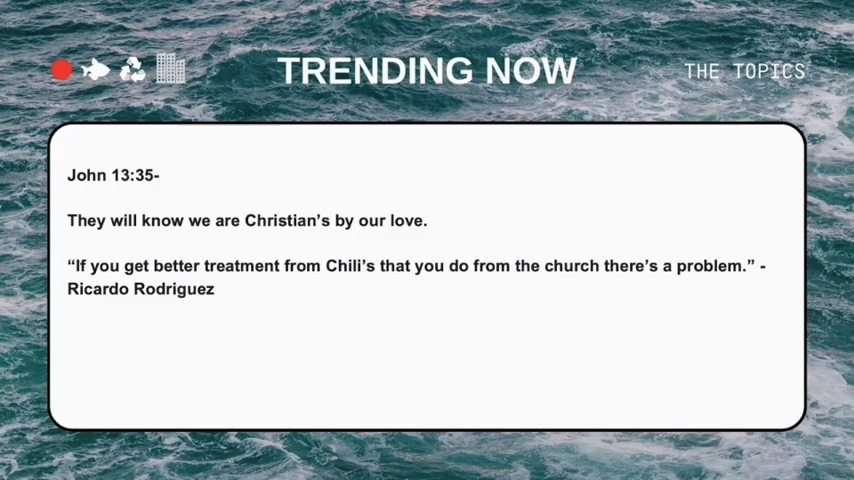 TRENDING NOW
THE TOPICS
John 13:35-
They will know we are Christian’s by our love.
“If you get better treatment from Chili’s that you do from the church there’s a problem.” -
Ricardo Rodriguez